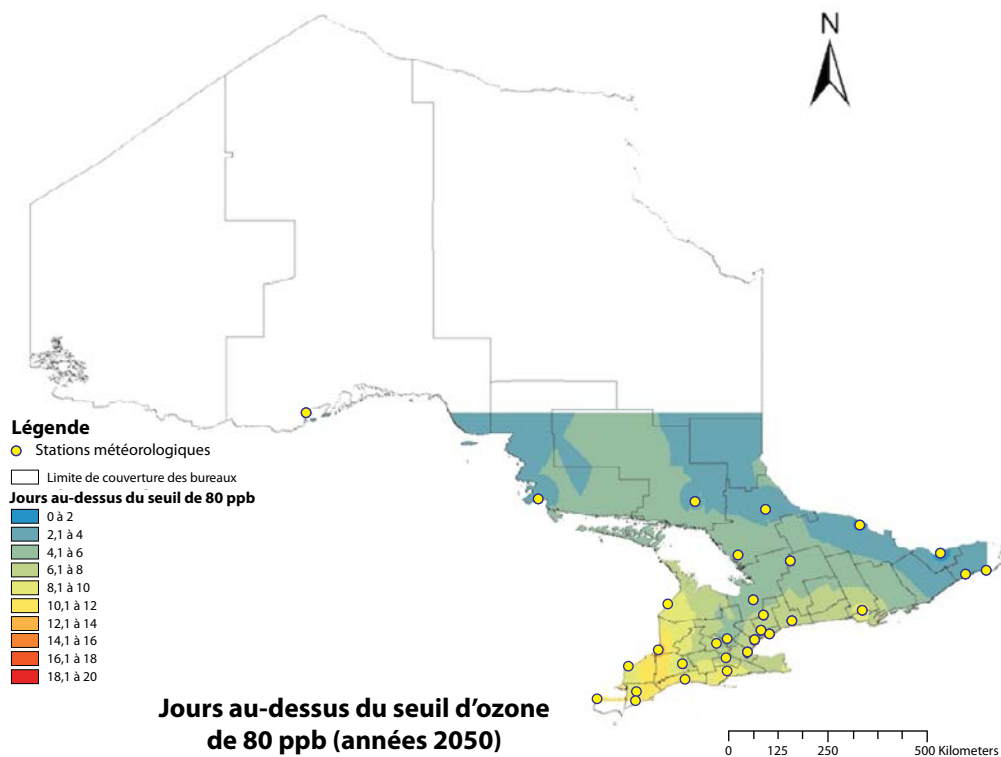 N
Légende
Stations météorologiques
Limite de couverture des bureaux
Jours au-dessus du seuil de 80 ppb
0 à 2
2,1 à 4
4,1 à 6
6,1 à 8
8,1 à 10
10,1 à 12
12,1 à 14
14,1 à 16
16,1 à 18
18,1 à 20
Jours au-dessus du seuil d’ozone
de 80 ppb (années 2050)
0 125 250 500 Kilometers